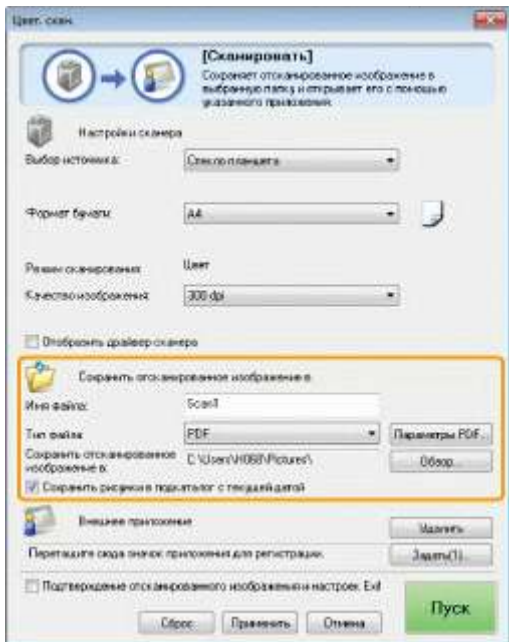 Цвет. скан.
[Сканировать]
Сохраняет отсканированное изображение в
выбранную папку и открывает его с помощью
указанного приложения.
Настройки сканера
Выбор источника: Стекло планшета
Формат бумаги: A4
Режим сканирования: Цвет
Качество изображения: 300 dpi
Отобразить драйвер сканера
Сохранить отсканированное изображение в
Имя файла: Scan1
Тип файла: PDF Параметры PDF...
Сохранить отсканированное
изображение в: C:\Users\H088\Pictures\ Обзор...
Сохранить рисунки в подкаталог с текущей датой
Внешнее приложение Удалить
Перетащите сюда значок приложения для регистрации. Задать(1)...
Подтверждение отсканированного изображения и настроек Exif
Сброс Применить Отмена Пуск